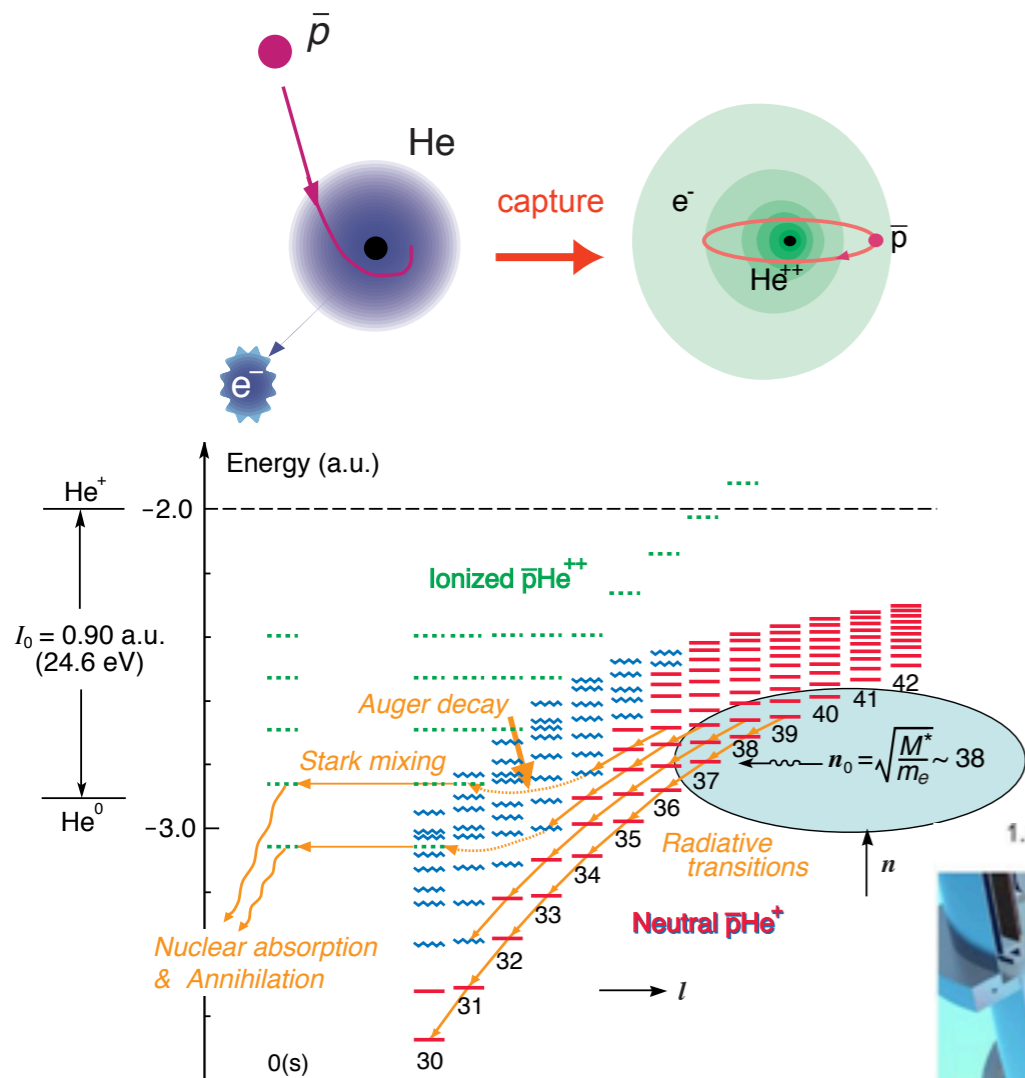 p̄
He
capture
e⁻
p̄
He⁺⁺
e⁻
Energy (a.u.)
He⁺
−2.0
Ionized p̄He⁺⁺
I₀ = 0.90 a.u.
(24.6 eV)
42
41
40
39
38
37
36
35
34
33
32
31
30
n₀ = √(M*/mₑ) ~ 38
Auger decay
Stark mixing
He⁰
−3.0
1.
Radiative
transitions
n
Neutral p̄He⁺
Nuclear absorption
& Annihilation
l
0(s)